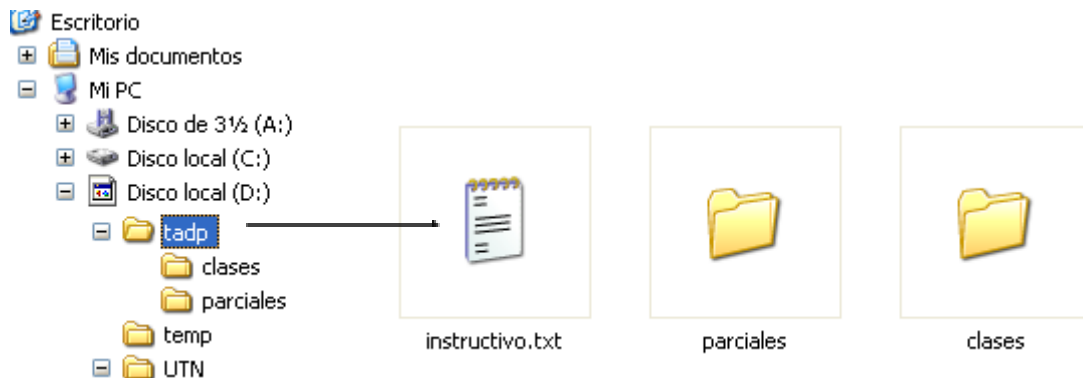 Escritorio
Mis documentos
Mi PC
Disco de 3½ (A:)
Disco local (C:)
Disco local (D:)
tadp
clases
parciales
temp
UTN
instructivo.txt
parciales
clases